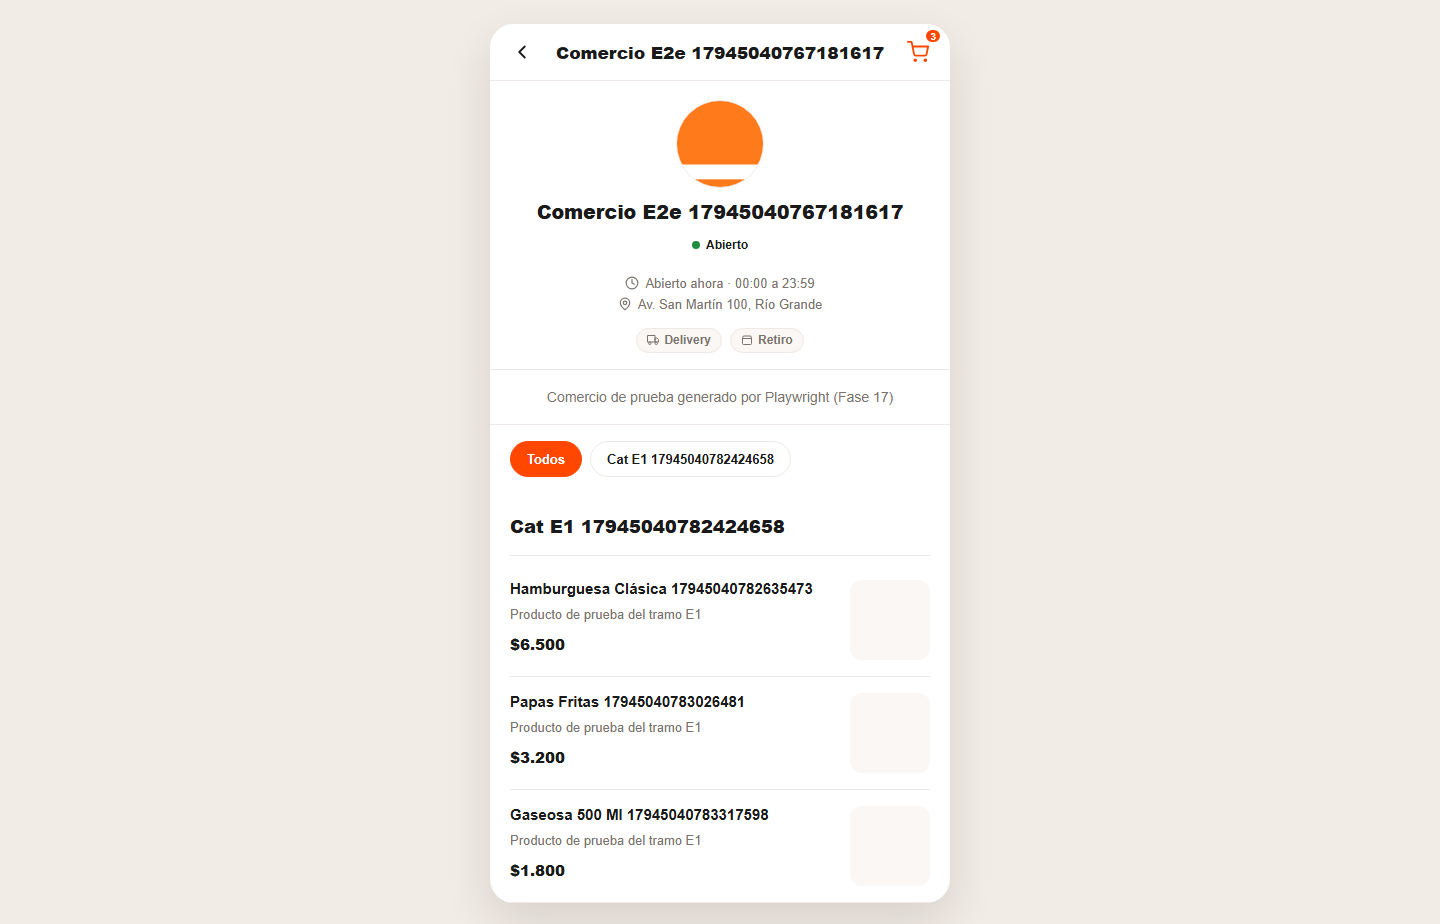 Comercio E2e 17945040767181617
3
Comercio E2e 17945040767181617
Abierto
Abierto ahora · 00:00 a 23:59
Av. San Martín 100, Río Grande
Delivery
Retiro
Comercio de prueba generado por Playwright (Fase 17)
Todos
Cat E1 17945040782424658
Cat E1 17945040782424658
Hamburguesa Clásica 17945040782635473
Producto de prueba del tramo E1
$6.500
Papas Fritas 17945040783026481
Producto de prueba del tramo E1
$3.200
Gaseosa 500 Ml 17945040783317598
Producto de prueba del tramo E1
$1.800